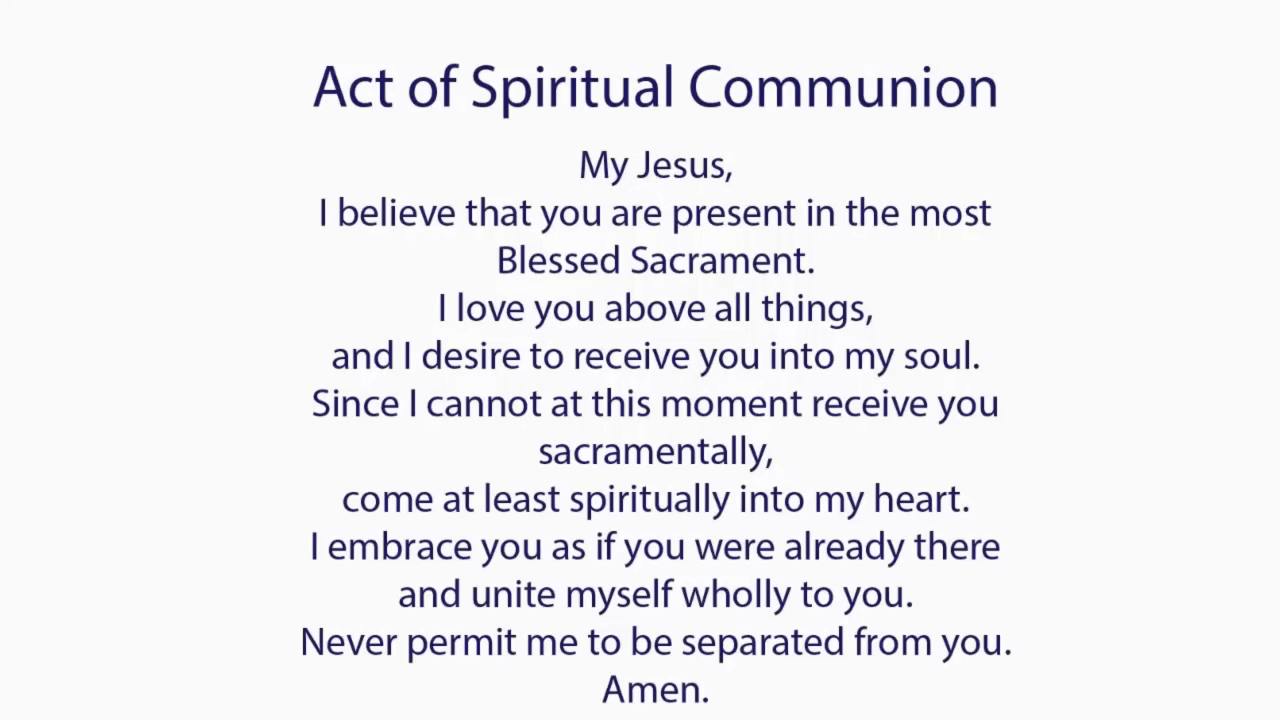 Act of Spiritual Communion
My Jesus,
I believe that you are present in the most
Blessed Sacrament.
I love you above all things,
and I desire to receive you into my soul.
Since I cannot at this moment receive you
sacramentally,
come at least spiritually into my heart.
I embrace you as if you were already there
and unite myself wholly to you.
Never permit me to be separated from you.
Amen.